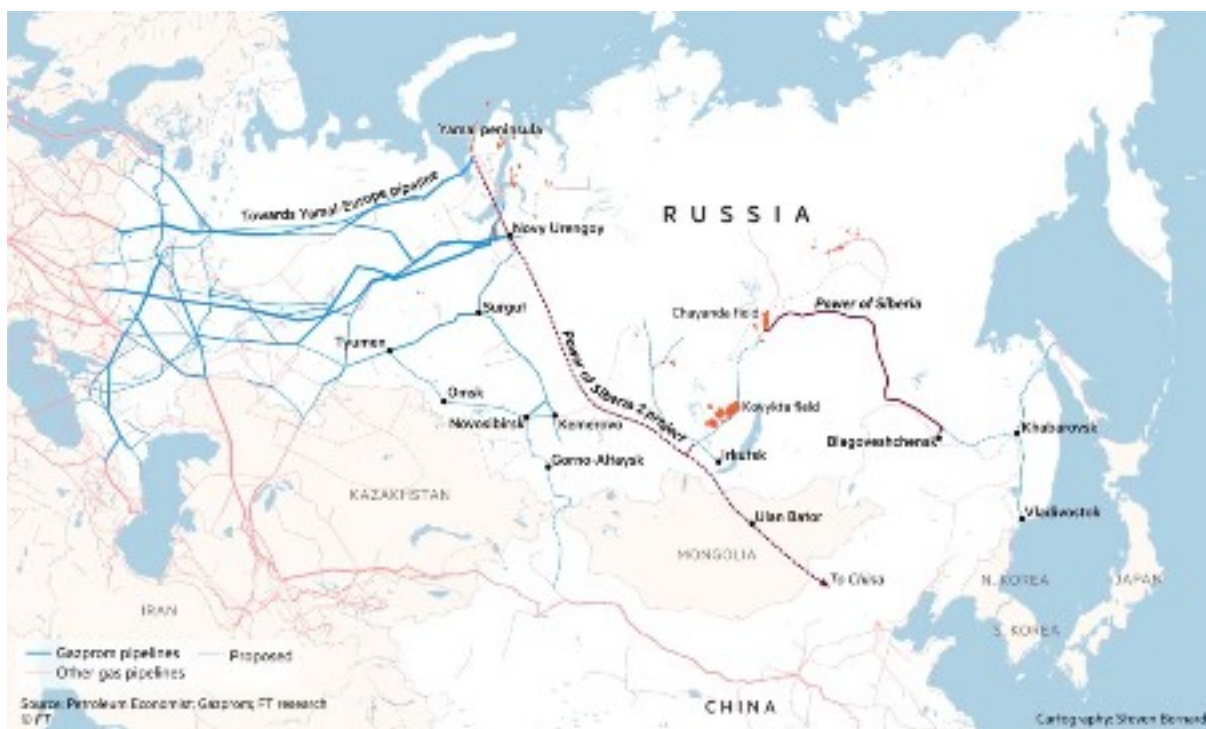 Yamal peninsula
Towards Yamal-Europe pipeline
Novy Urengoy
RUSSIA
Surgut
Chayanda field
Power of Siberia
Tyumen
Power of Siberia 2 project
Omsk
Kovykta field
Novosibirsk
Kemerovo
Khabarovsk
Blagoveshchensk
Irkutsk
Gorno-Altaysk
KAZAKHSTAN
Ulan Bator
Vladivostok
MONGOLIA
To China
N. KOREA
JAPAN
IRAN
S. KOREA
Gazprom pipelines
Proposed
Other gas pipelines
Source: Petroleum Economist; Gazprom; FT research
© FT
CHINA
Cartography: Steven Bernard